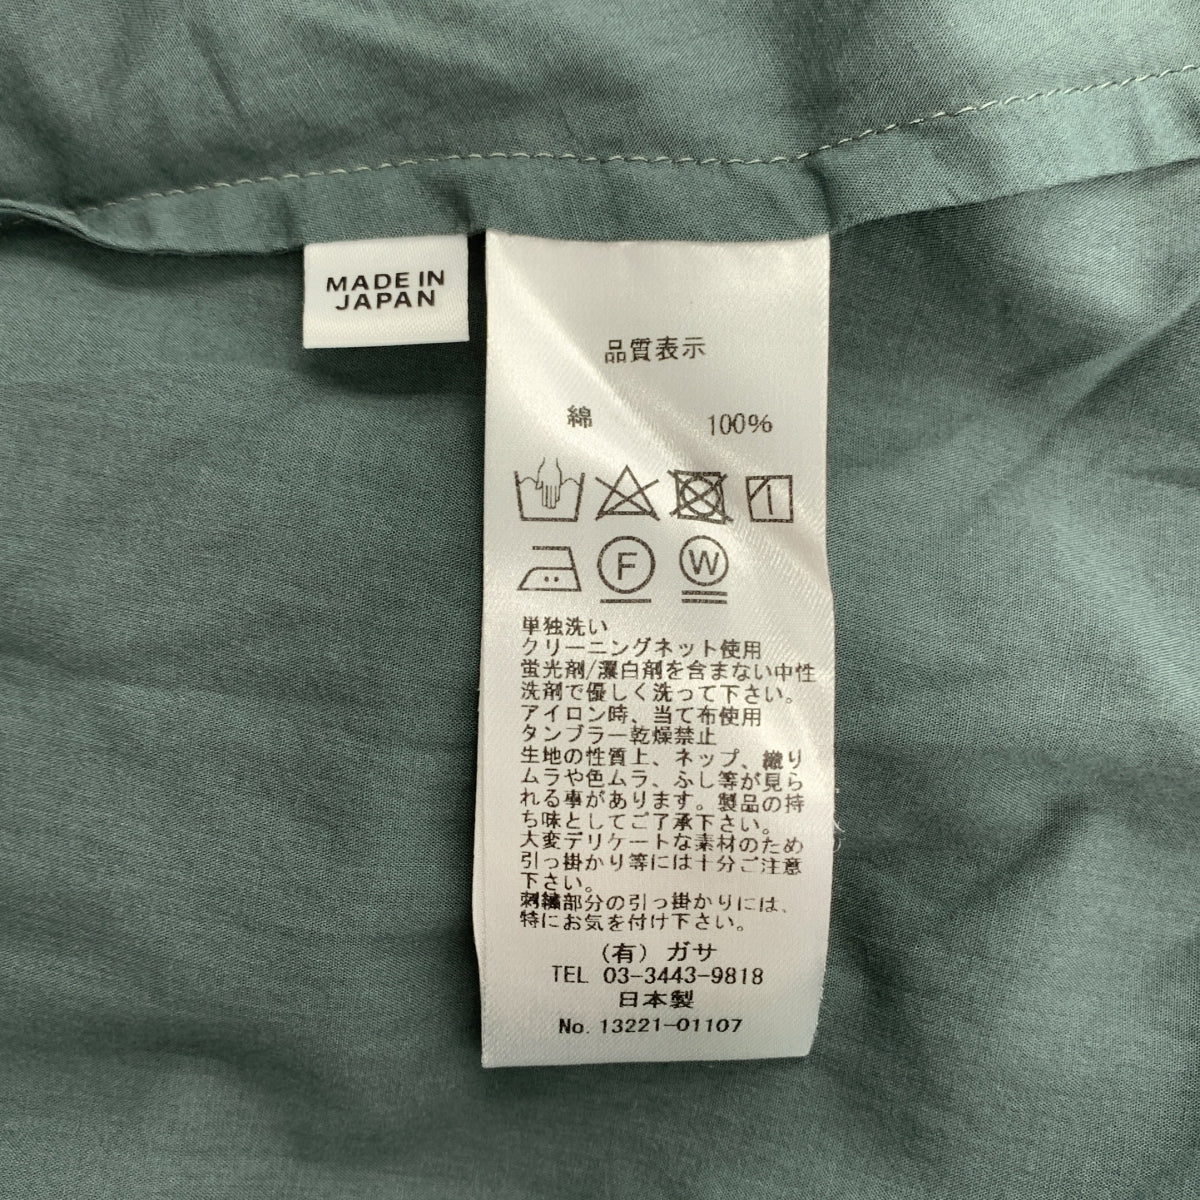 MADE IN
JAPAN
品質表示
綿 100%
F W
単独洗い
クリーニングネット使用
蛍光剤/漂白剤を含まない中性
洗剤で優しく洗って下さい。
アイロン時、当て布使用
タンブラー乾燥禁止
生地の性質上、ネップ、織り
ムラや色ムラ、ふし等が見ら
れる事があります。製品の持
ち味としてご了承下さい。
大変デリケートな素材のため
引っ掛かり等には十分ご注意
下さい。
刺繍部分の引っ掛かりには、
特にお気を付け下さい。
(有) ガサ
TEL 03-3443-9818
日本製
No. 13221-01107